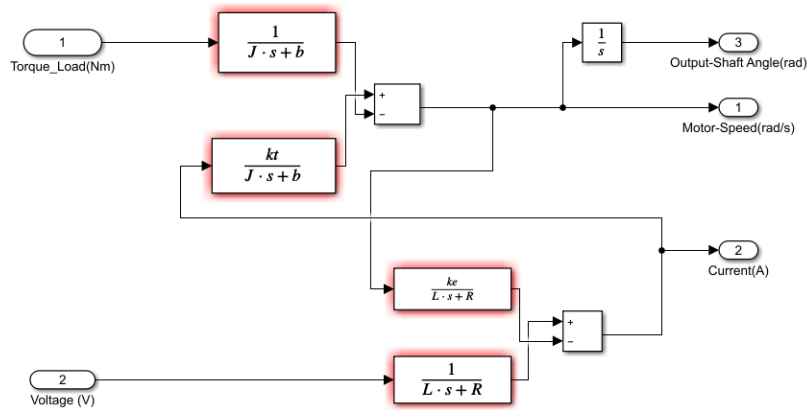 1
Torque_Load(Nm)
1
J · s + b
+
−
1
s
3
Output-Shaft Angle(rad)
1
Motor-Speed(rad/s)
kt
J · s + b
2
Current(A)
ke
L · s + R
+
−
2
Voltage (V)
1
L · s + R